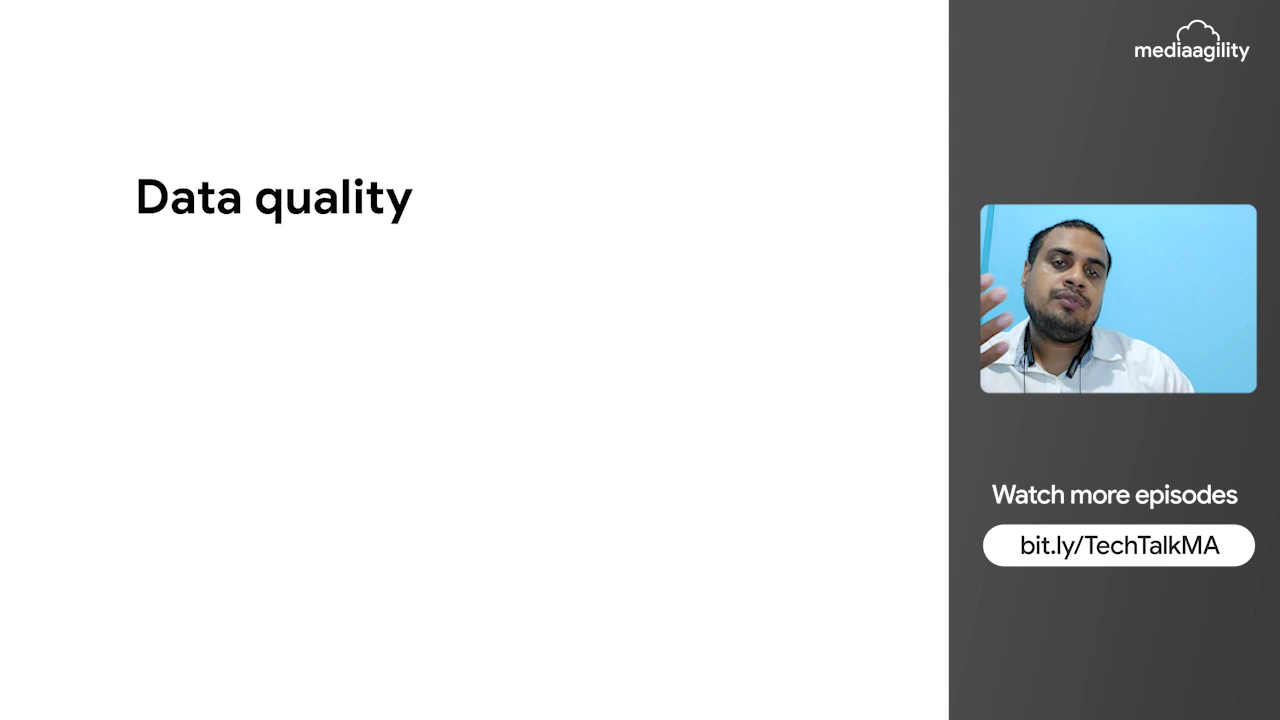 mediaagility
Data quality
Watch more episodes
bit.ly/TechTalkMA